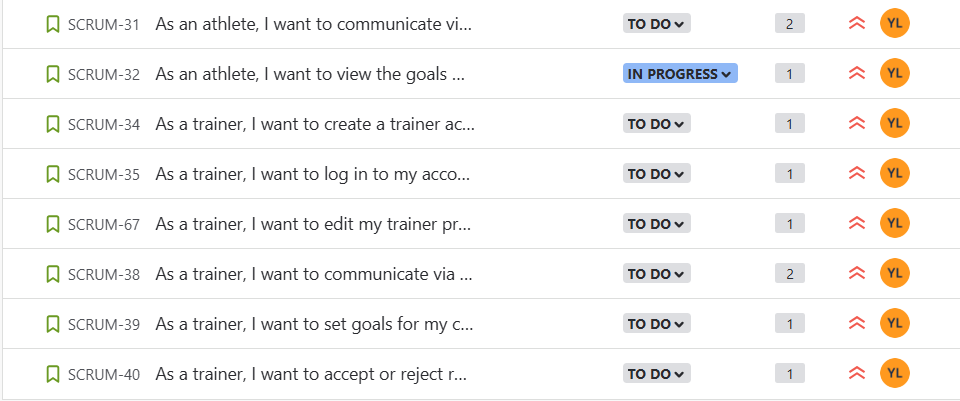 SCRUM-31 As an athlete, I want to communicate vi... TO DO 2 YL
SCRUM-32 As an athlete, I want to view the goals ... IN PROGRESS 1 YL
SCRUM-34 As a trainer, I want to create a trainer ac... TO DO 1 YL
SCRUM-35 As a trainer, I want to log in to my acco... TO DO 1 YL
SCRUM-67 As a trainer, I want to edit my trainer pr... TO DO 1 YL
SCRUM-38 As a trainer, I want to communicate via ... TO DO 2 YL
SCRUM-39 As a trainer, I want to set goals for my c... TO DO 1 YL
SCRUM-40 As a trainer, I want to accept or reject r... TO DO 1 YL